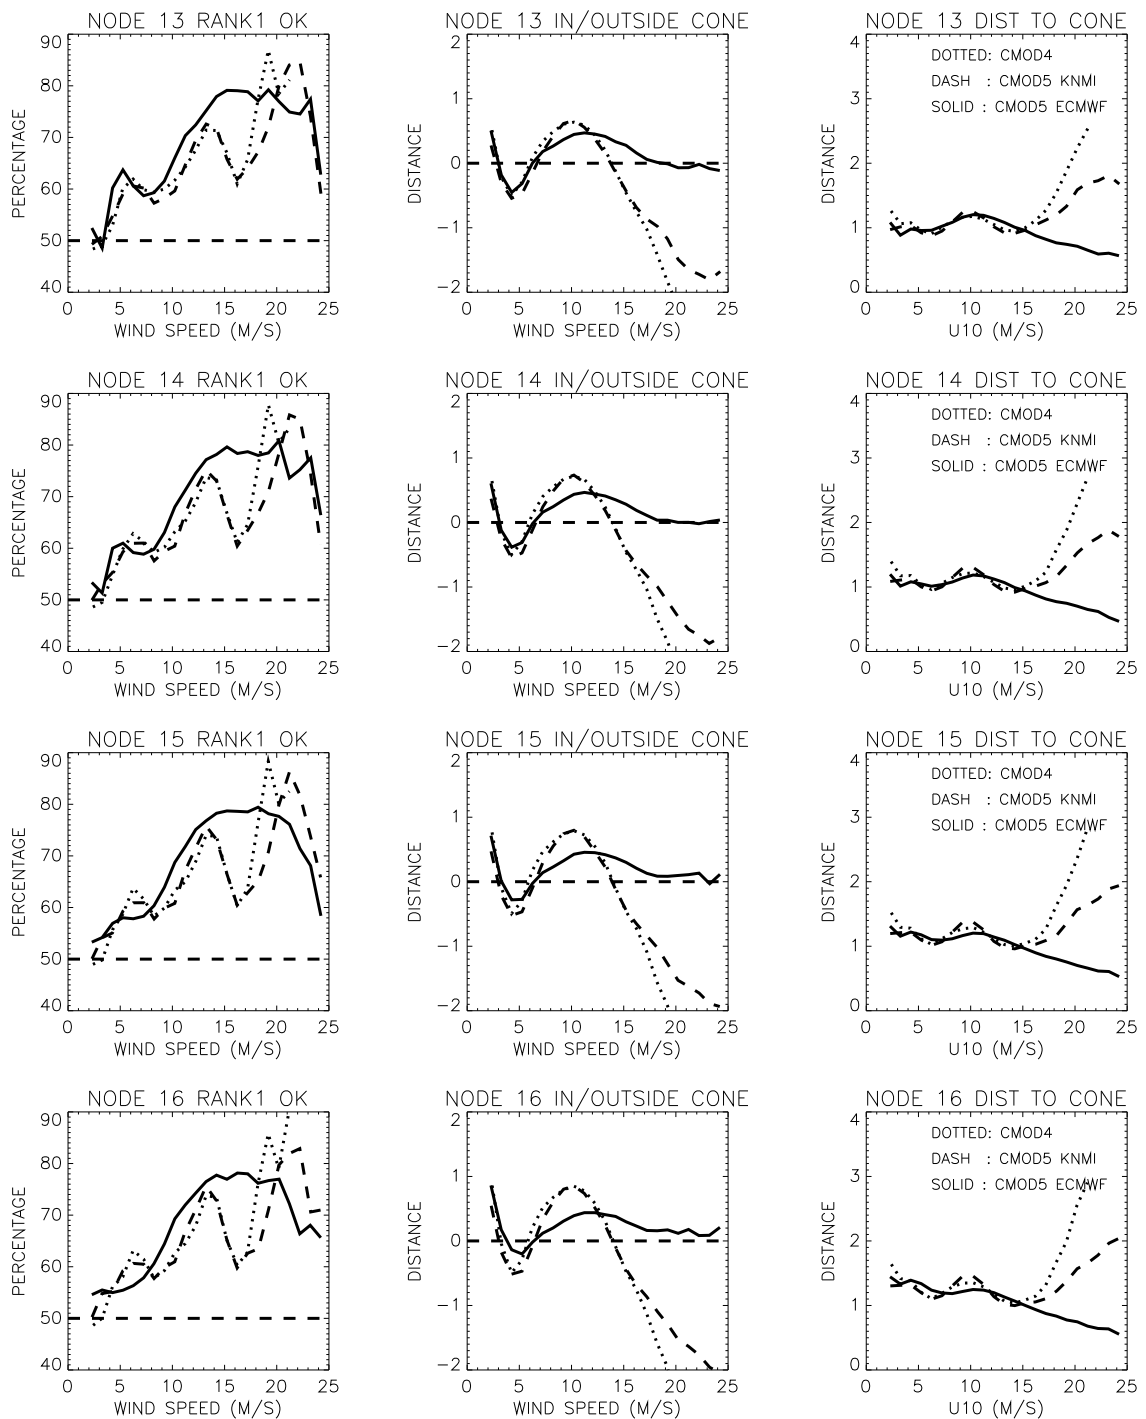 NODE 13 RANK1 OK
PERCENTAGE
90
80
70
60
50
40
0 5 10 15 20 25
WIND SPEED (M/S)
NODE 13 IN/OUTSIDE CONE
DISTANCE
2
1
0
−1
−2
0 5 10 15 20 25
WIND SPEED (M/S)
NODE 13 DIST TO CONE
DISTANCE
4
3
2
1
0
DOTTED: CMOD4
DASH : CMOD5 KNMI
SOLID : CMOD5 ECMWF
0 5 10 15 20 25
U10 (M/S)
NODE 14 RANK1 OK
PERCENTAGE
90
80
70
60
50
40
0 5 10 15 20 25
WIND SPEED (M/S)
NODE 14 IN/OUTSIDE CONE
DISTANCE
2
1
0
−1
−2
0 5 10 15 20 25
WIND SPEED (M/S)
NODE 14 DIST TO CONE
DISTANCE
4
3
2
1
0
DOTTED: CMOD4
DASH : CMOD5 KNMI
SOLID : CMOD5 ECMWF
0 5 10 15 20 25
U10 (M/S)
NODE 15 RANK1 OK
PERCENTAGE
90
80
70
60
50
40
0 5 10 15 20 25
WIND SPEED (M/S)
NODE 15 IN/OUTSIDE CONE
DISTANCE
2
1
0
−1
−2
0 5 10 15 20 25
WIND SPEED (M/S)
NODE 15 DIST TO CONE
DISTANCE
4
3
2
1
0
DOTTED: CMOD4
DASH : CMOD5 KNMI
SOLID : CMOD5 ECMWF
0 5 10 15 20 25
U10 (M/S)
NODE 16 RANK1 OK
PERCENTAGE
90
80
70
60
50
40
0 5 10 15 20 25
WIND SPEED (M/S)
NODE 16 IN/OUTSIDE CONE
DISTANCE
2
1
0
−1
−2
0 5 10 15 20 25
WIND SPEED (M/S)
NODE 16 DIST TO CONE
DISTANCE
4
3
2
1
0
DOTTED: CMOD4
DASH : CMOD5 KNMI
SOLID : CMOD5 ECMWF
0 5 10 15 20 25
U10 (M/S)